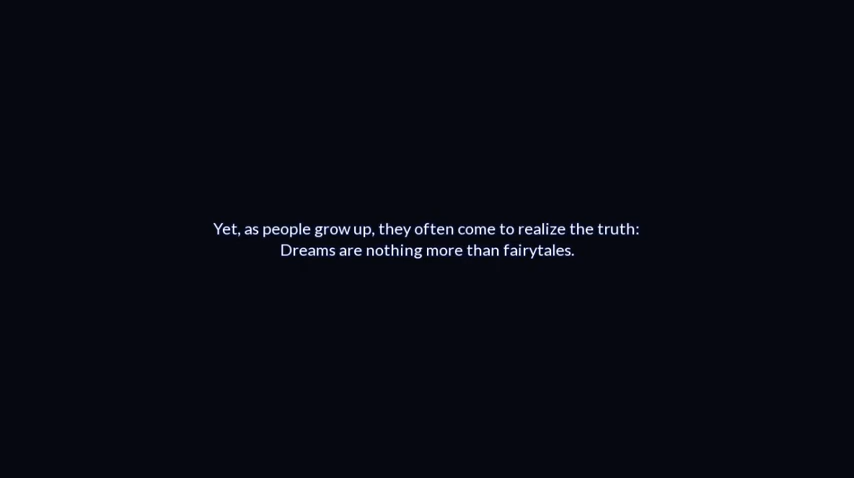 Yet, as people grow up, they often come to realize the truth:
Dreams are nothing more than fairytales.